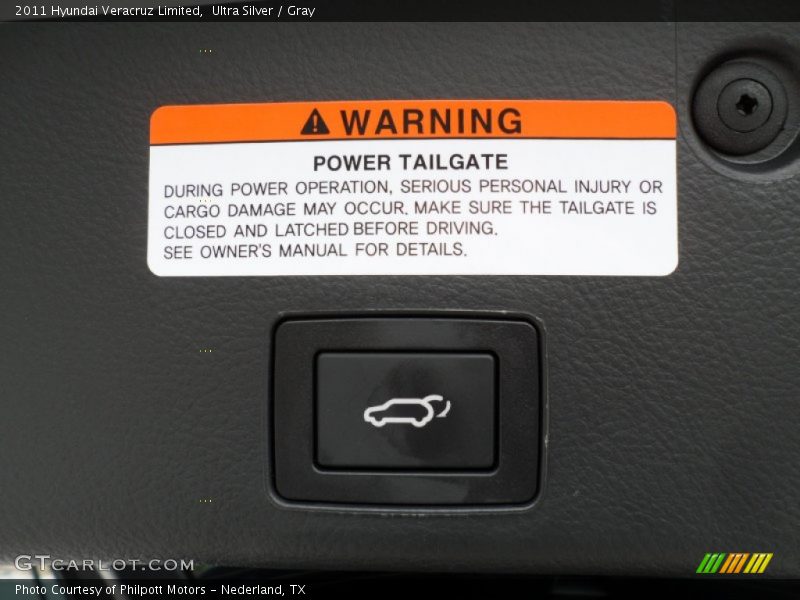 2011 Hyundai Veracruz Limited, Ultra Silver / Gray
WARNING
POWER TAILGATE
DURING POWER OPERATION, SERIOUS PERSONAL INJURY OR
CARGO DAMAGE MAY OCCUR. MAKE SURE THE TAILGATE IS
CLOSED AND LATCHED BEFORE DRIVING.
SEE OWNER'S MANUAL FOR DETAILS.
GTCARLOT.COM
Photo Courtesy of Philpott Motors - Nederland, TX